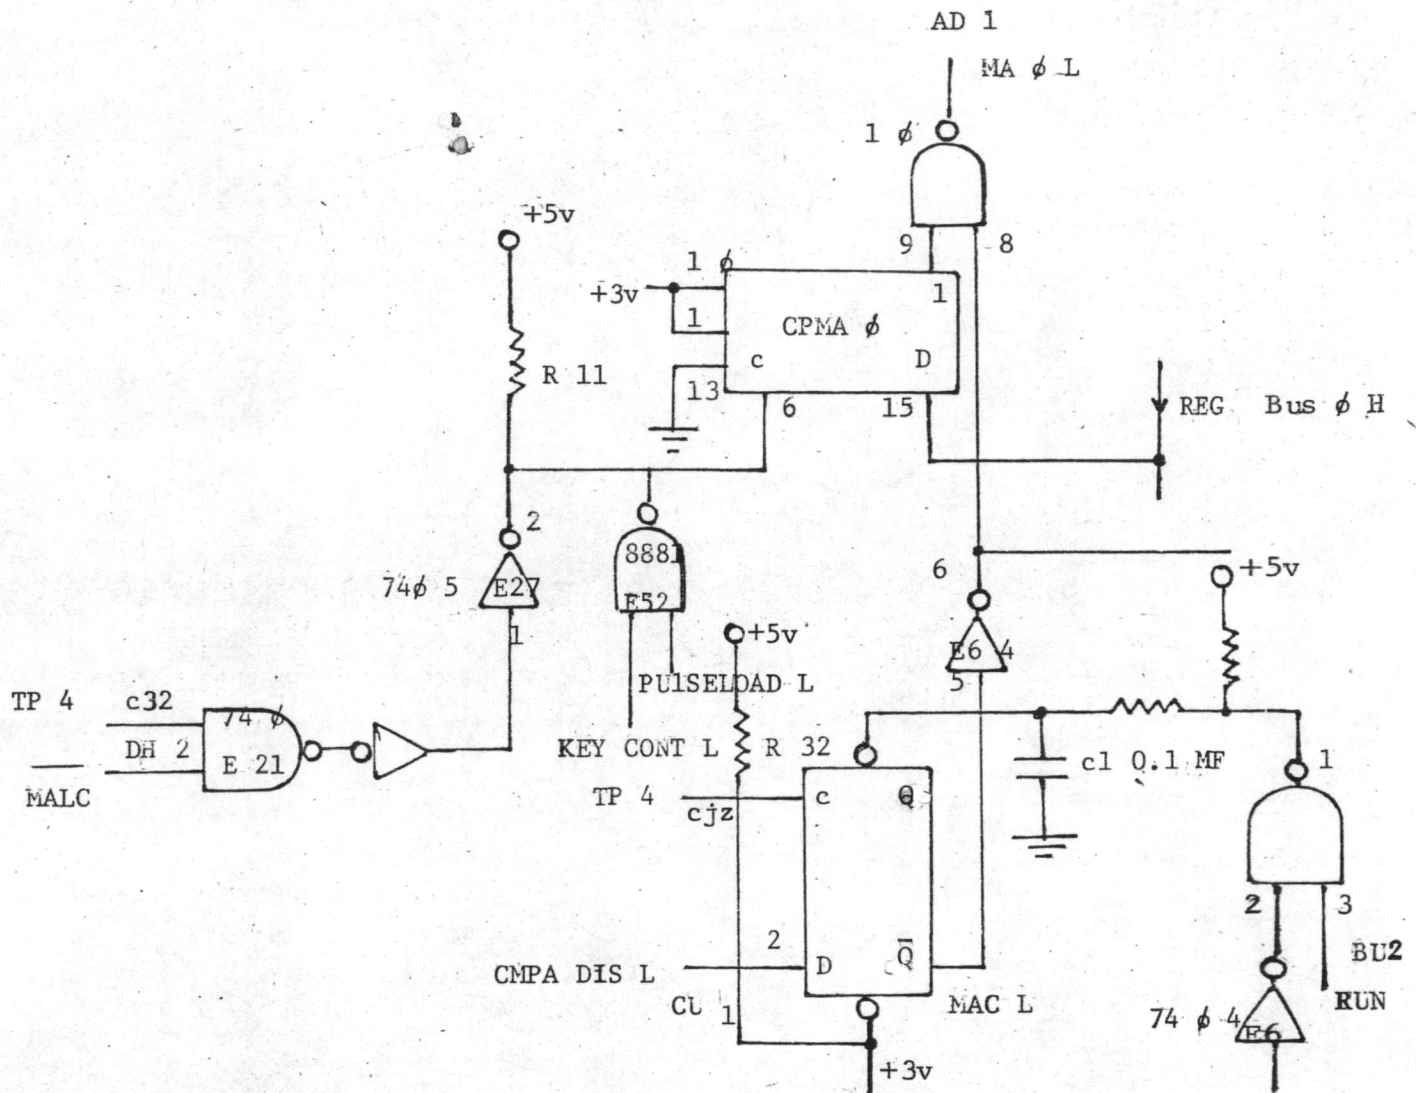 AD 1
MA ϕ L
1 ϕ
+5v
9
8
1 ϕ
+3v
1
1
CPMA ϕ
c
D
R 11
13
6
15
REG Bus ϕ H
2
8881
74ϕ 5
E27
E52
6
+5v
1
+5v
E6 4
PU1SELOAD L
5
TP 4
c32
74 ϕ
DH 2
E 21
KEY CONT L
R 32
c1 0.1 MF
1
MALC
TP 4
c
Q
cjz
2
3
2
BU2
CMPA DIS L
D
Q̅
CU 1
MAC L
RUN
74 ϕ 4
E6
+3v